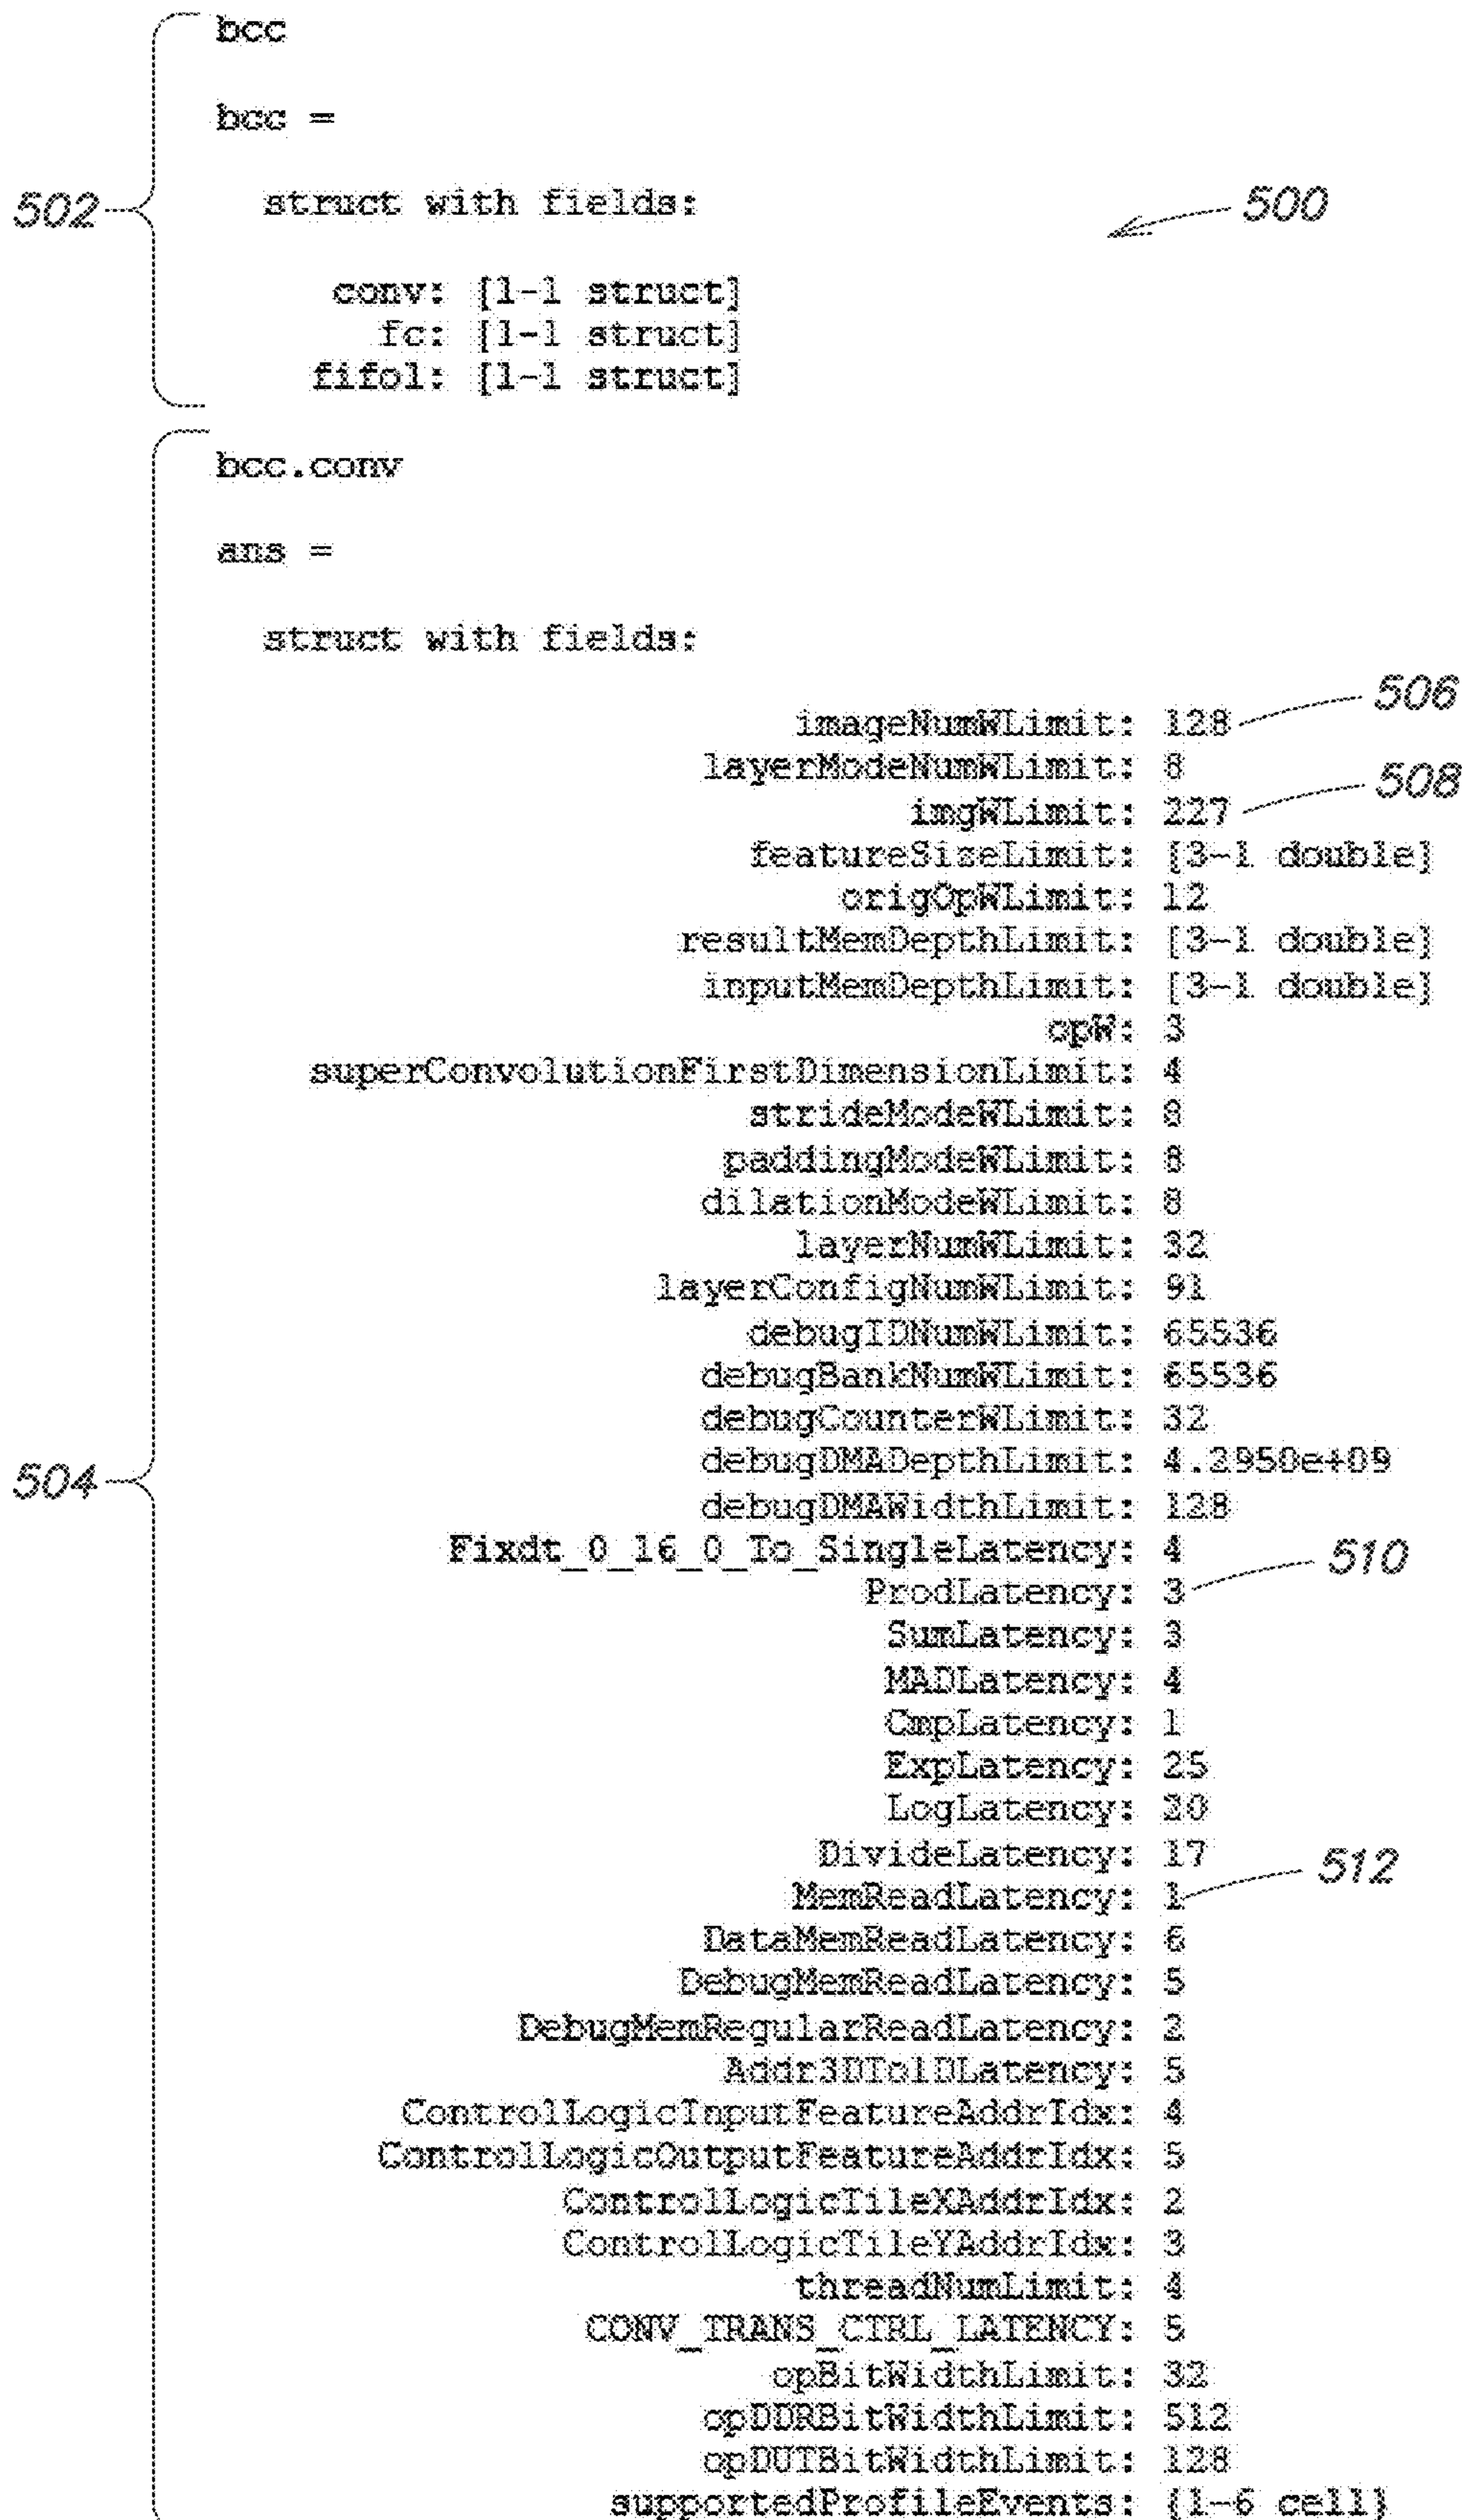 bcc
bcc =
502
struct with fields:
500
conv: [1-1 struct]
fc: [1-1 struct]
fifo1: [1-1 struct]
bcc.conv
ans =
struct with fields:
506
imageNumWLimit: 128
layerModeNumWLimit: 8
508
imgWLimit: 227
featureSizeLimit: [3-1 double]
origOpWLimit: 12
resultMemDepthLimit: [3-1 double]
inputMemDepthLimit: [3-1 double]
opW: 3
superConvolutionFirstDimensionLimit: 4
strideModeWLimit: 8
paddingModeWLimit: 8
dilationModeWLimit: 8
layerNumWLimit: 32
layerConfigNumWLimit: 91
debugIDNumWLimit: 65536
debugBankNumWLimit: 65536
debugCounterWLimit: 32
debugDMADepthLimit: 4.2950e+09
504
debugDMAWidthLimit: 128
Fixdt_0_16_0_To_SingleLatency: 4
510
ProdLatency: 3
SumLatency: 3
MADLatency: 4
CmpLatency: 1
ExpLatency: 25
LogLatency: 20
DivideLatency: 17
512
MemReadLatency: 1
DataMemReadLatency: 6
DebugMemReadLatency: 5
DebugMemRegularReadLatency: 2
Addr3DTo1DLatency: 5
ControlLogicInputFeatureAddrIdx: 4
ControlLogicOutputFeatureAddrIdx: 5
ControlLogicTileXAddrIdx: 2
ControlLogicTileYAddrIdx: 3
threadNumLimit: 4
CONV_TRANS_CTRL_LATENCY: 5
opBitWidthLimit: 32
opDDRBitWidthLimit: 512
opDUTBitWidthLimit: 128
supportedProfileEvents: {1-6 cell}